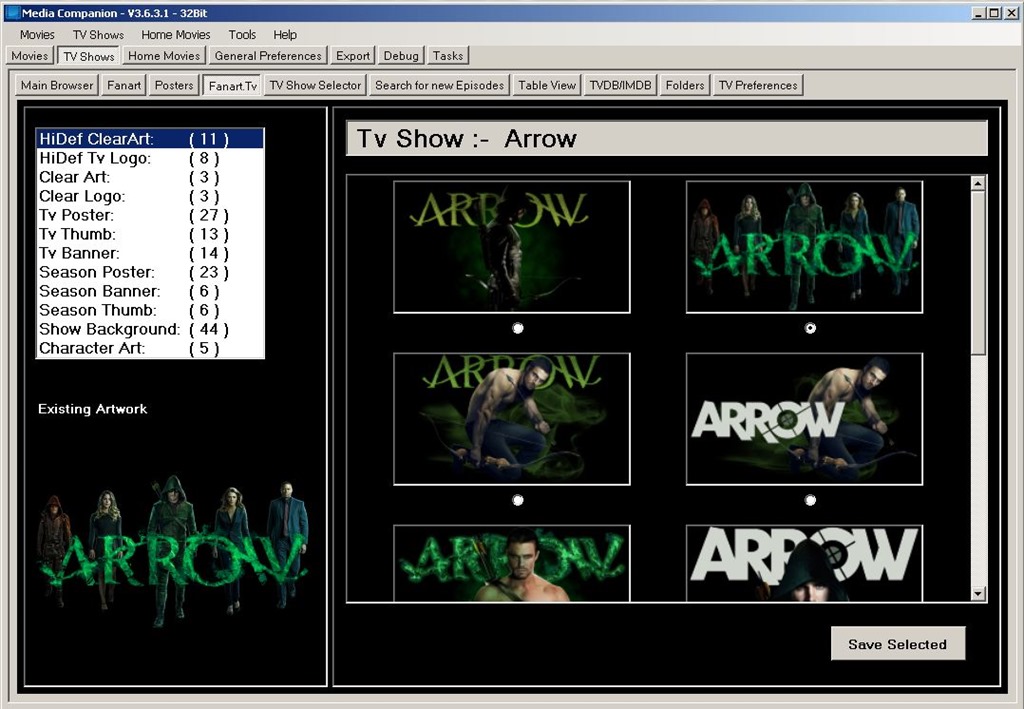 Media Companion - V3.6.3.1 - 32Bit
Movies TV Shows Home Movies Tools Help
Movies TV Shows Home Movies General Preferences Export Debug Tasks
Main Browser Fanart Posters Fanart.Tv TV Show Selector Search for new Episodes Table View TVDB/IMDB Folders TV Preferences
HiDef ClearArt: ( 11 )
HiDef Tv Logo: ( 8 )
Clear Art: ( 3 )
Clear Logo: ( 3 )
Tv Poster: ( 27 )
Tv Thumb: ( 13 )
Tv Banner: ( 14 )
Season Poster: ( 23 )
Season Banner: ( 6 )
Season Thumb: ( 6 )
Show Background: ( 44 )
Character Art: ( 5 )
Existing Artwork
ARROW
Tv Show :- Arrow
ARROW
ARROW
ARROW
ARROW
ARROW
ARROW
Save Selected